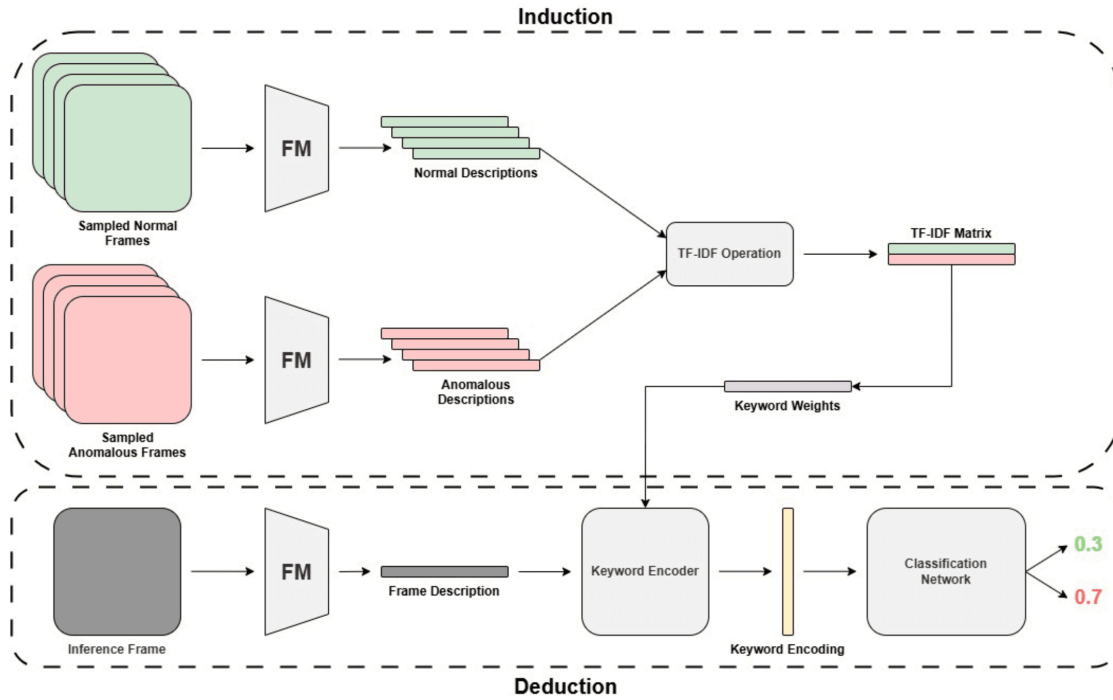 Induction
FM
Normal Descriptions
Sampled Normal
Frames
TF-IDF Operation
TF-IDF Matrix
FM
Anomalous
Descriptions
Keyword Weights
Sampled
Anomalous Frames
Inference Frame
FM
Frame Description
Keyword Encoder
Keyword Encoding
Classification
Network
0.3
0.7
Deduction